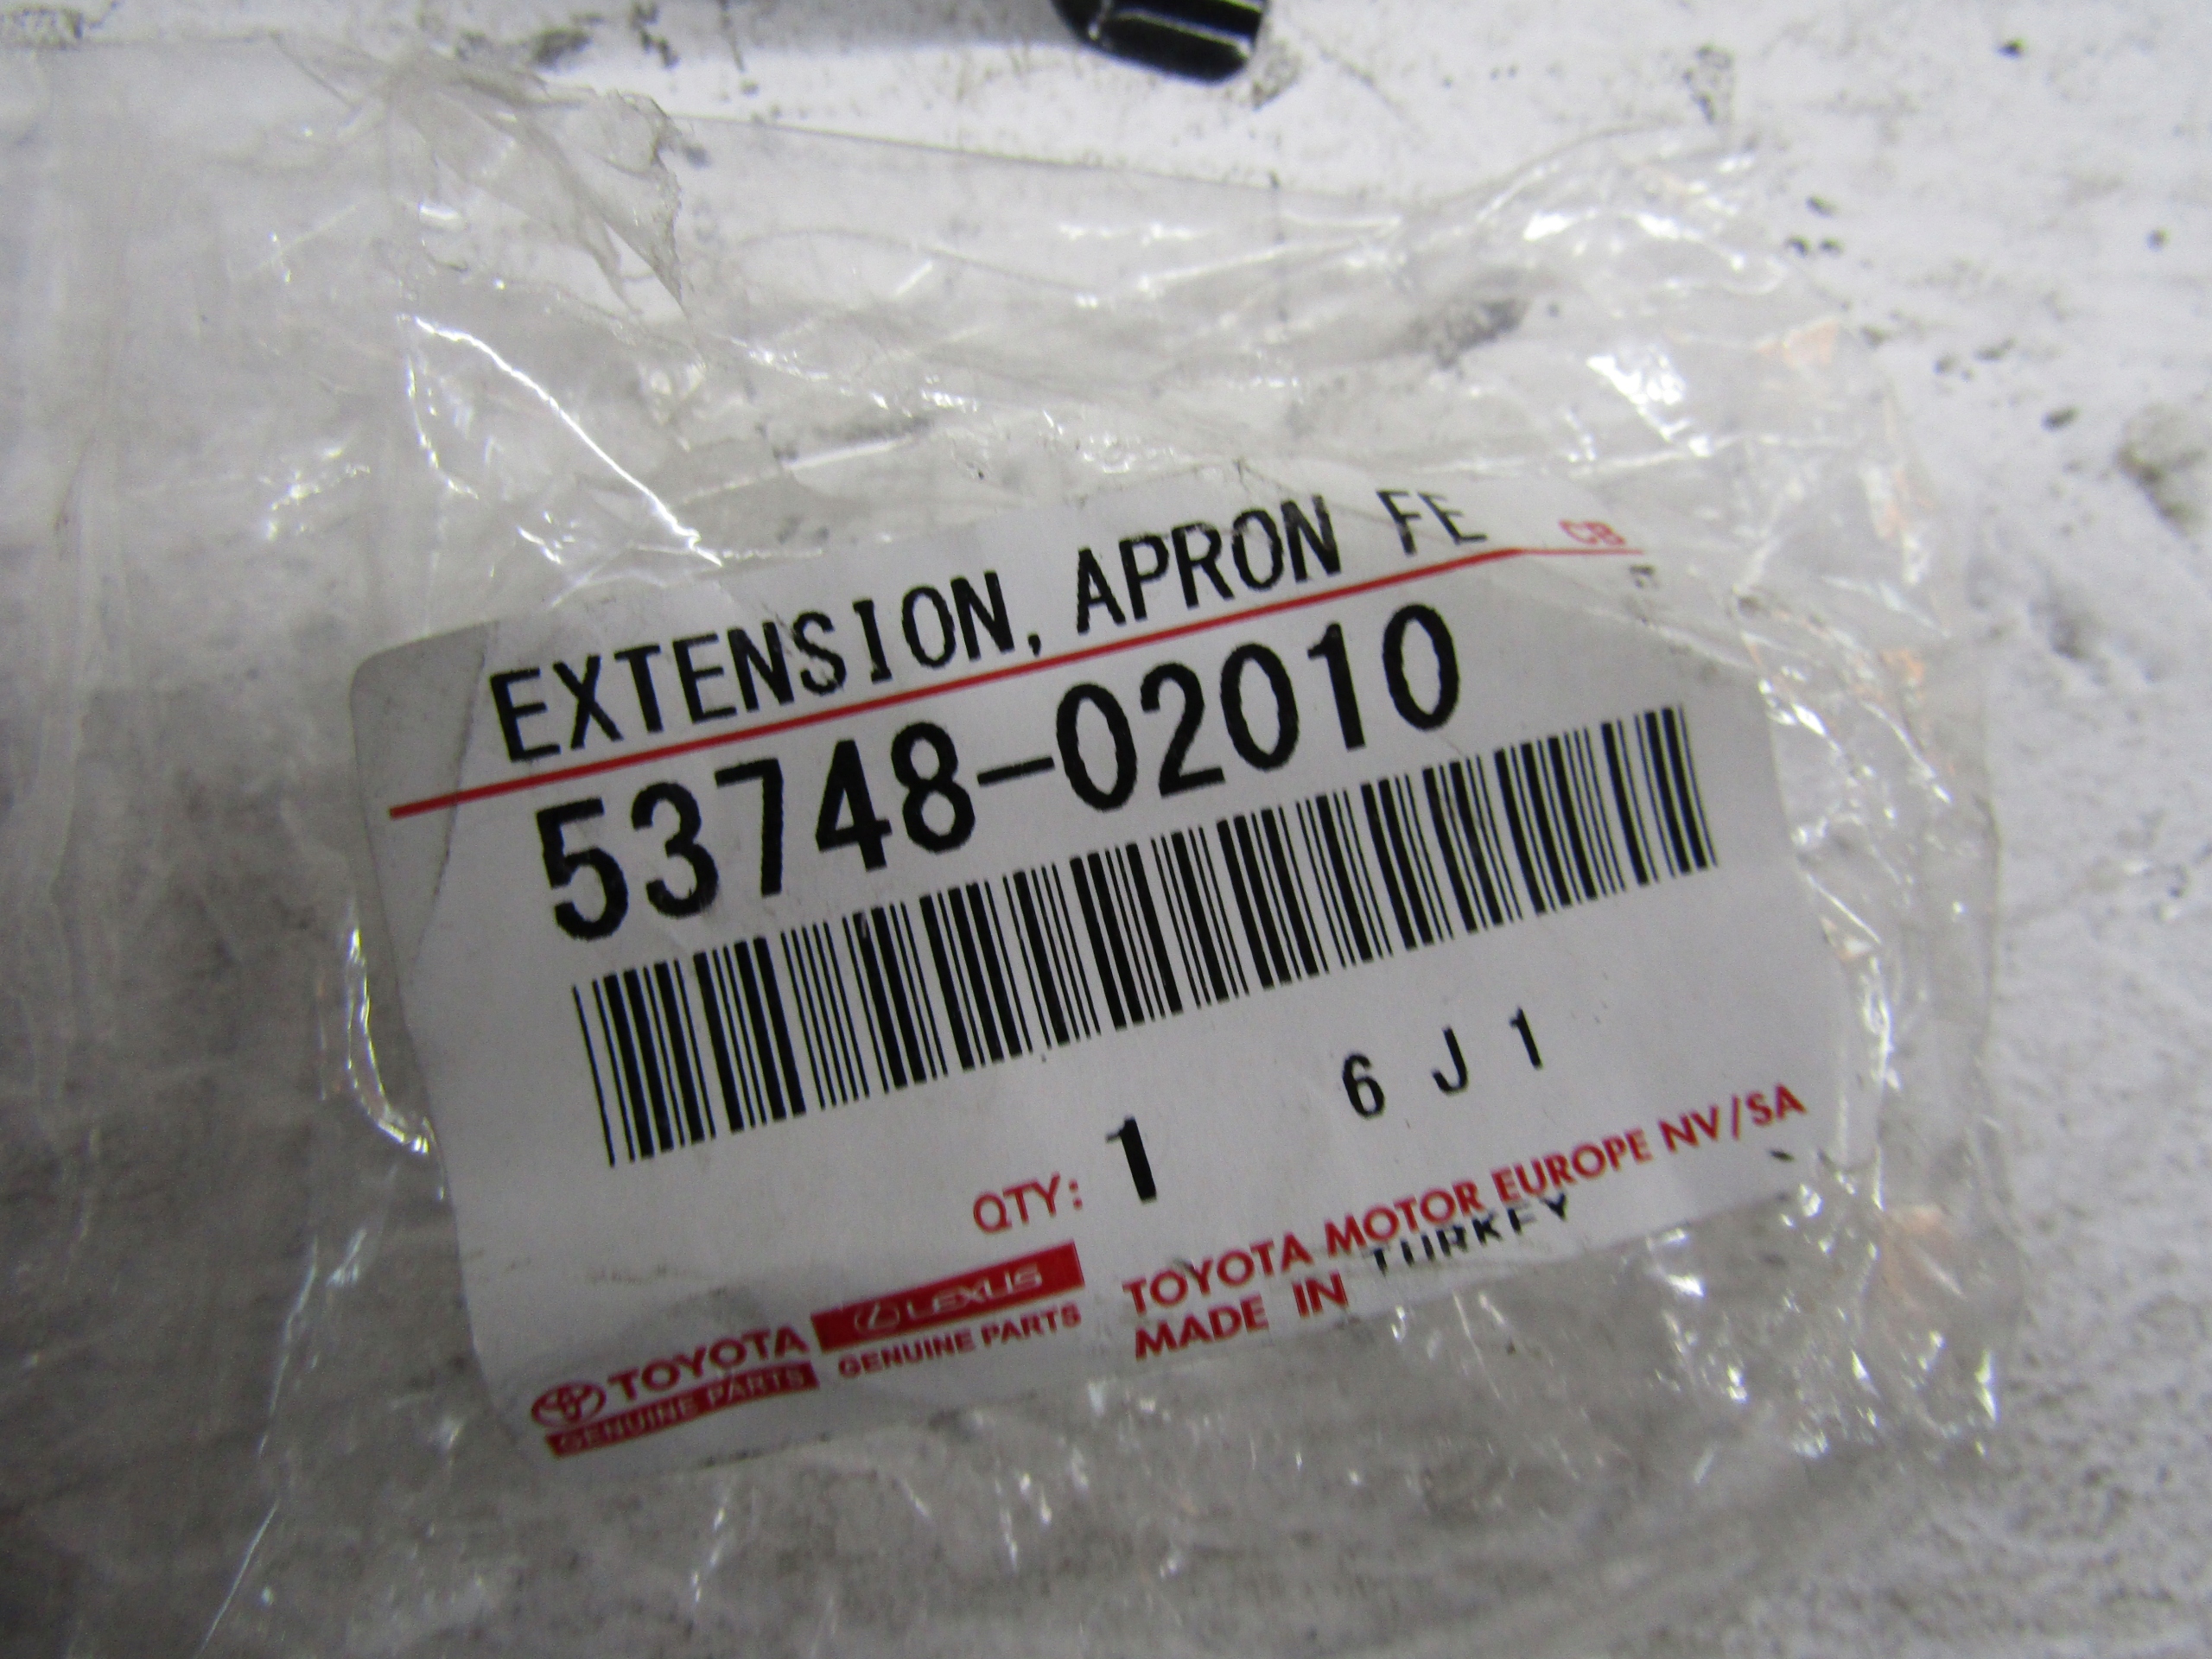 EXTENSION, APRON FE
CB
53748-02010
6 J 1
QTY: 1
TOYOTA MOTOR EUROPE NV/SA
MADE IN TURKEY
TOYOTA
GENUINE PARTS
LEXUS
GENUINE PARTS